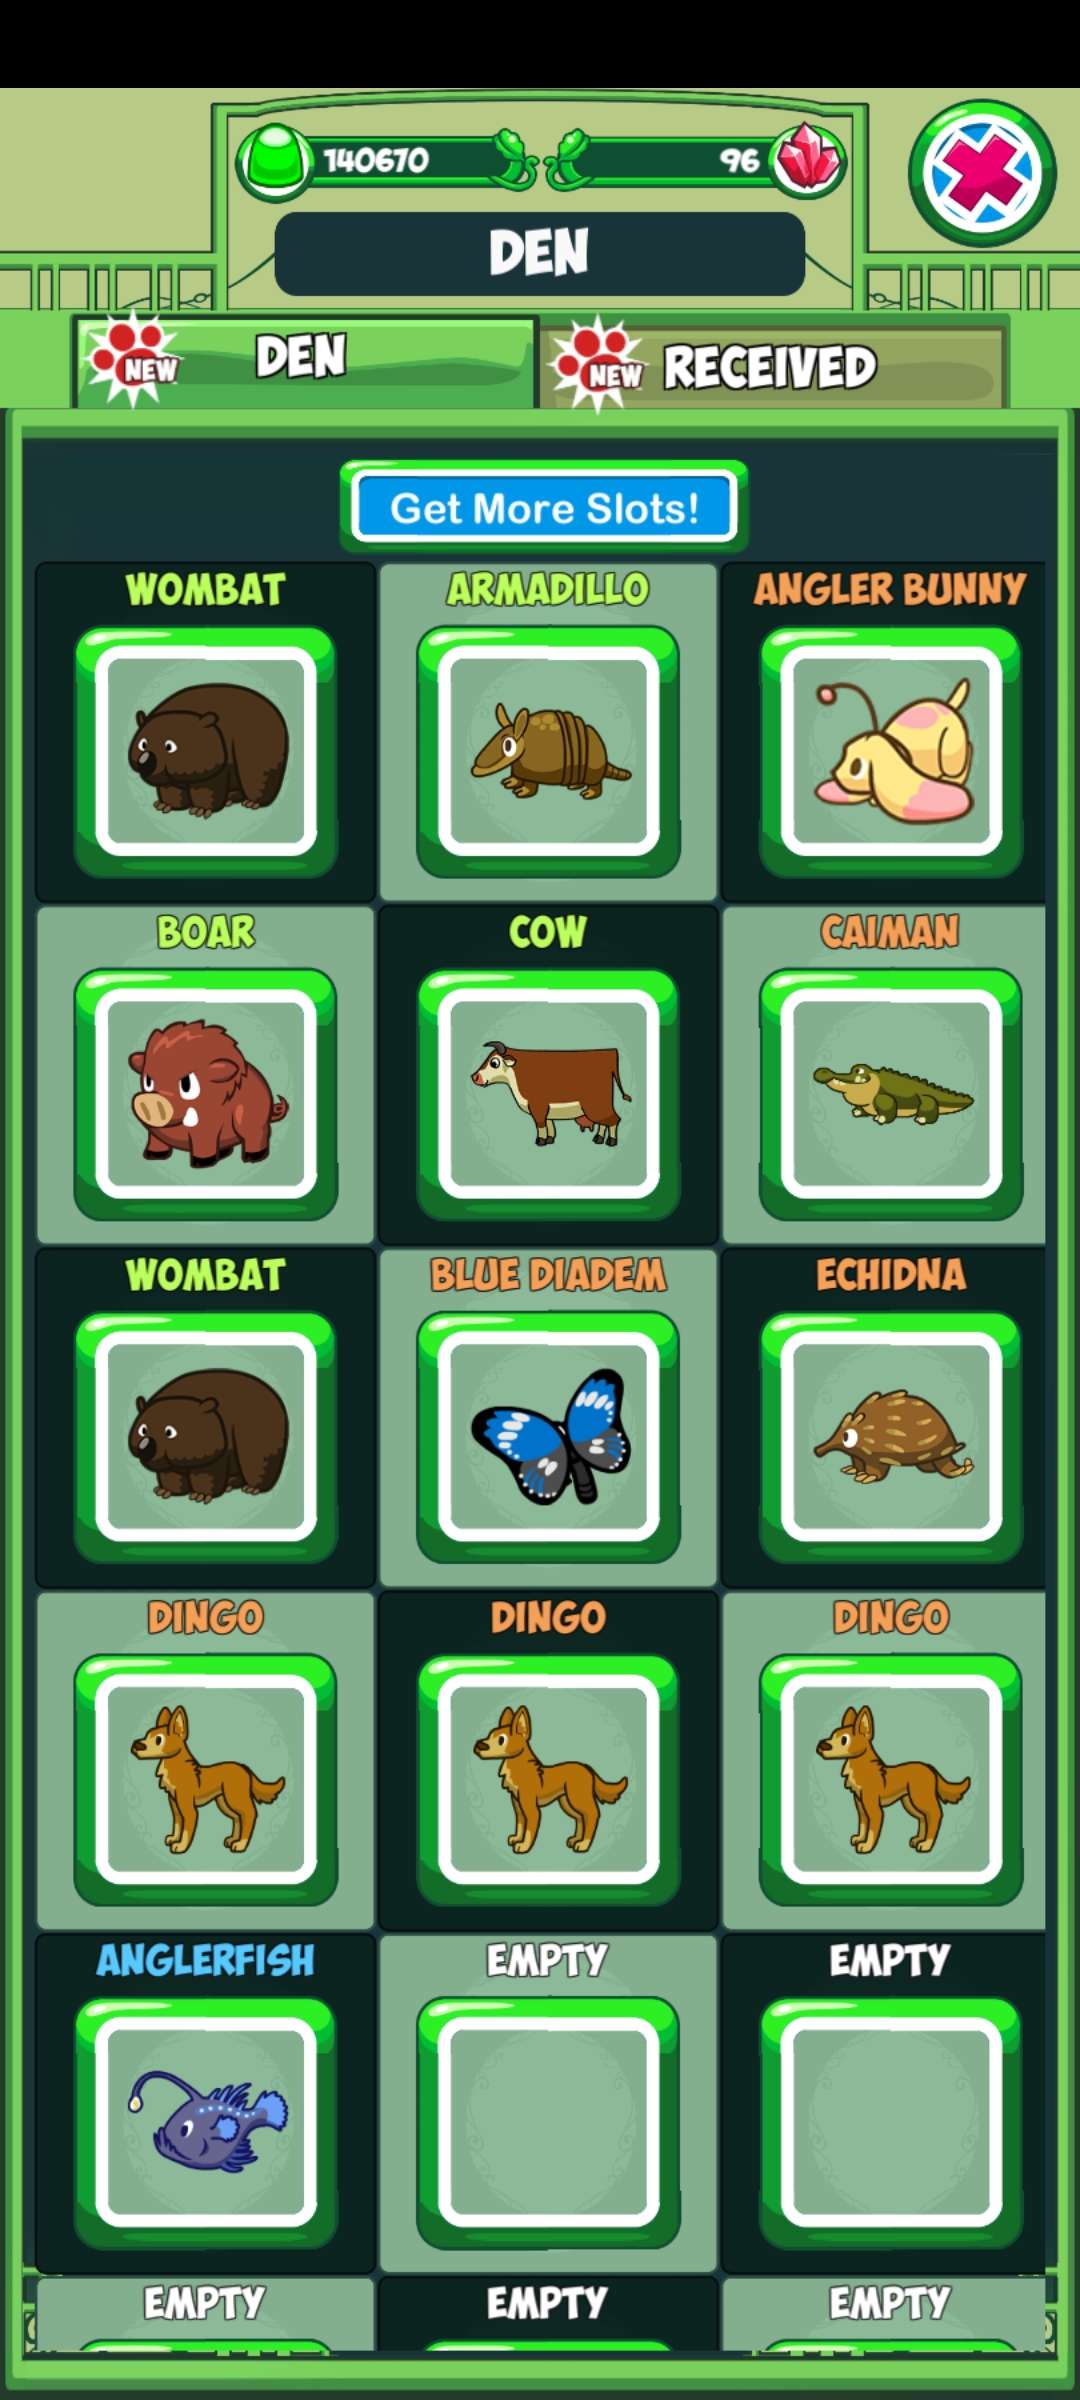 140670 96
DEN
NEW DEN NEW RECEIVED
Get More Slots!
WOMBAT ARMADILLO ANGLER BUNNY
BOAR COW CAIMAN
WOMBAT BLUE DIADEM ECHIDNA
DINGO DINGO DINGO
ANGLERFISH EMPTY EMPTY
EMPTY EMPTY EMPTY